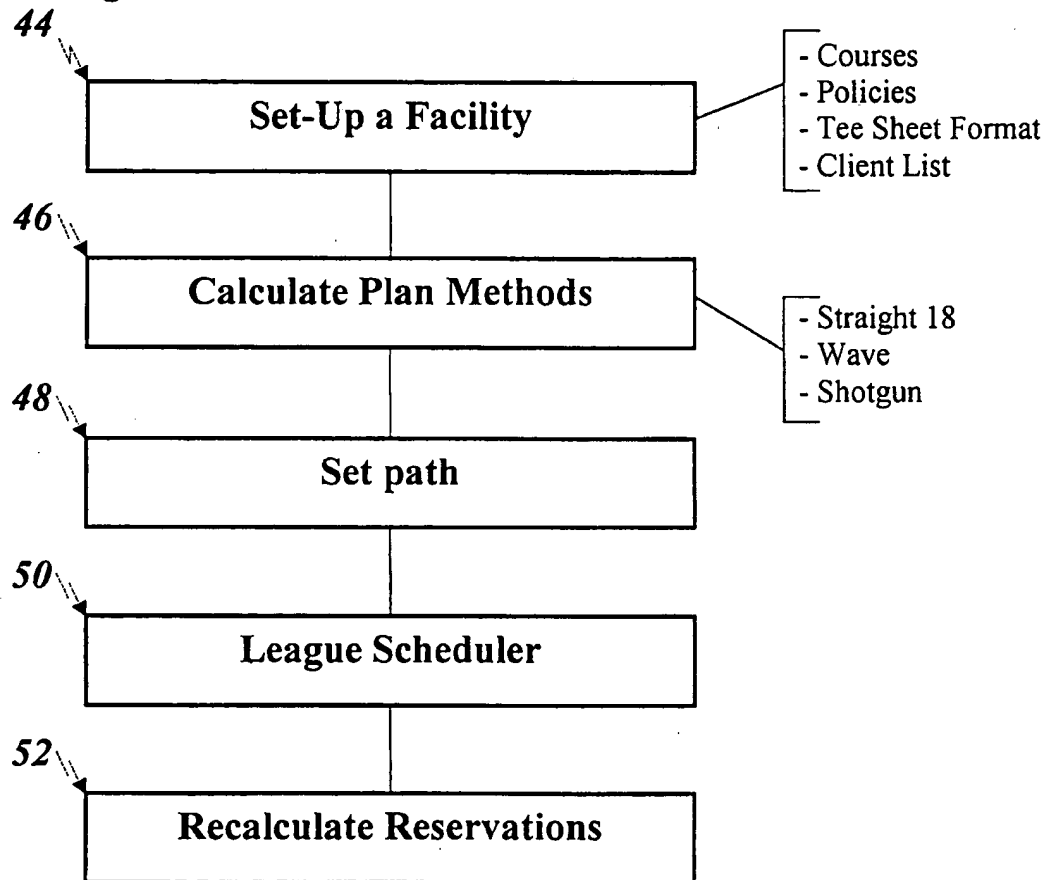 44
Set-Up a Facility
- Courses
- Policies
- Tee Sheet Format
- Client List
46
Calculate Plan Methods
- Straight 18
- Wave
- Shotgun
48
Set path
50
League Scheduler
52
Recalculate Reservations